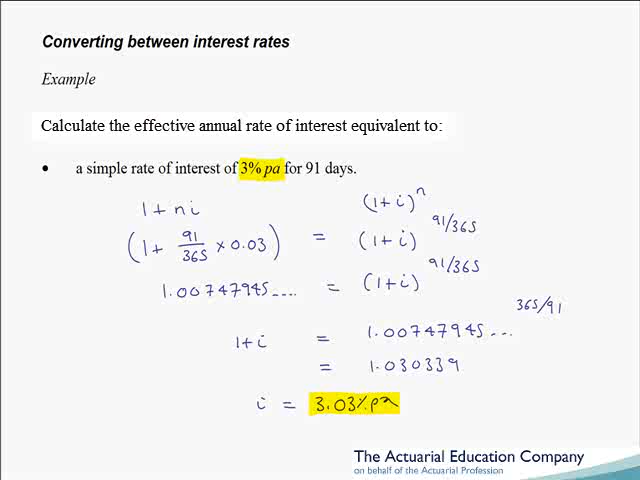 Converting between interest rates
Example
Calculate the effective annual rate of interest equivalent to:
• a simple rate of interest of 3% pa for 91 days.
1 + ni (1+i)^n
(1 + 91/365 × 0.03) = (1+i)^91/365
1.00747945.... = (1+i)^91/365
1+i = 1.00747945...^365/91
= 1.030339
i = 3.03% pa
The Actuarial Education Company
on behalf of the Actuarial Profession